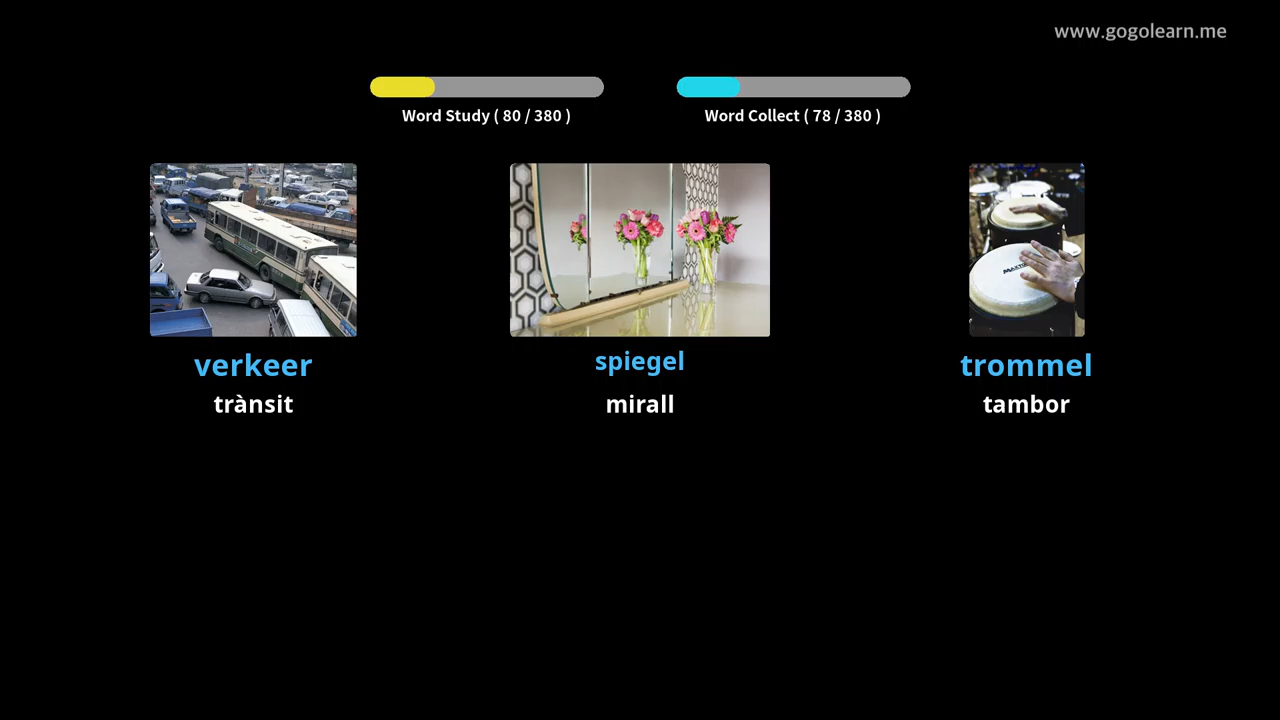 www.gogolearn.me
Word Study ( 80 / 380 )
Word Collect ( 78 / 380 )
verkeer
spiegel
trommel
trànsit
mirall
tambor